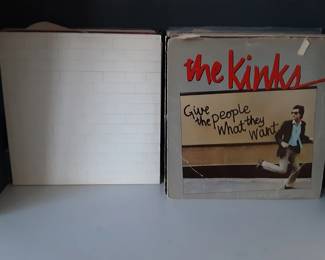 the Kinks
Give
the people
What they
Want